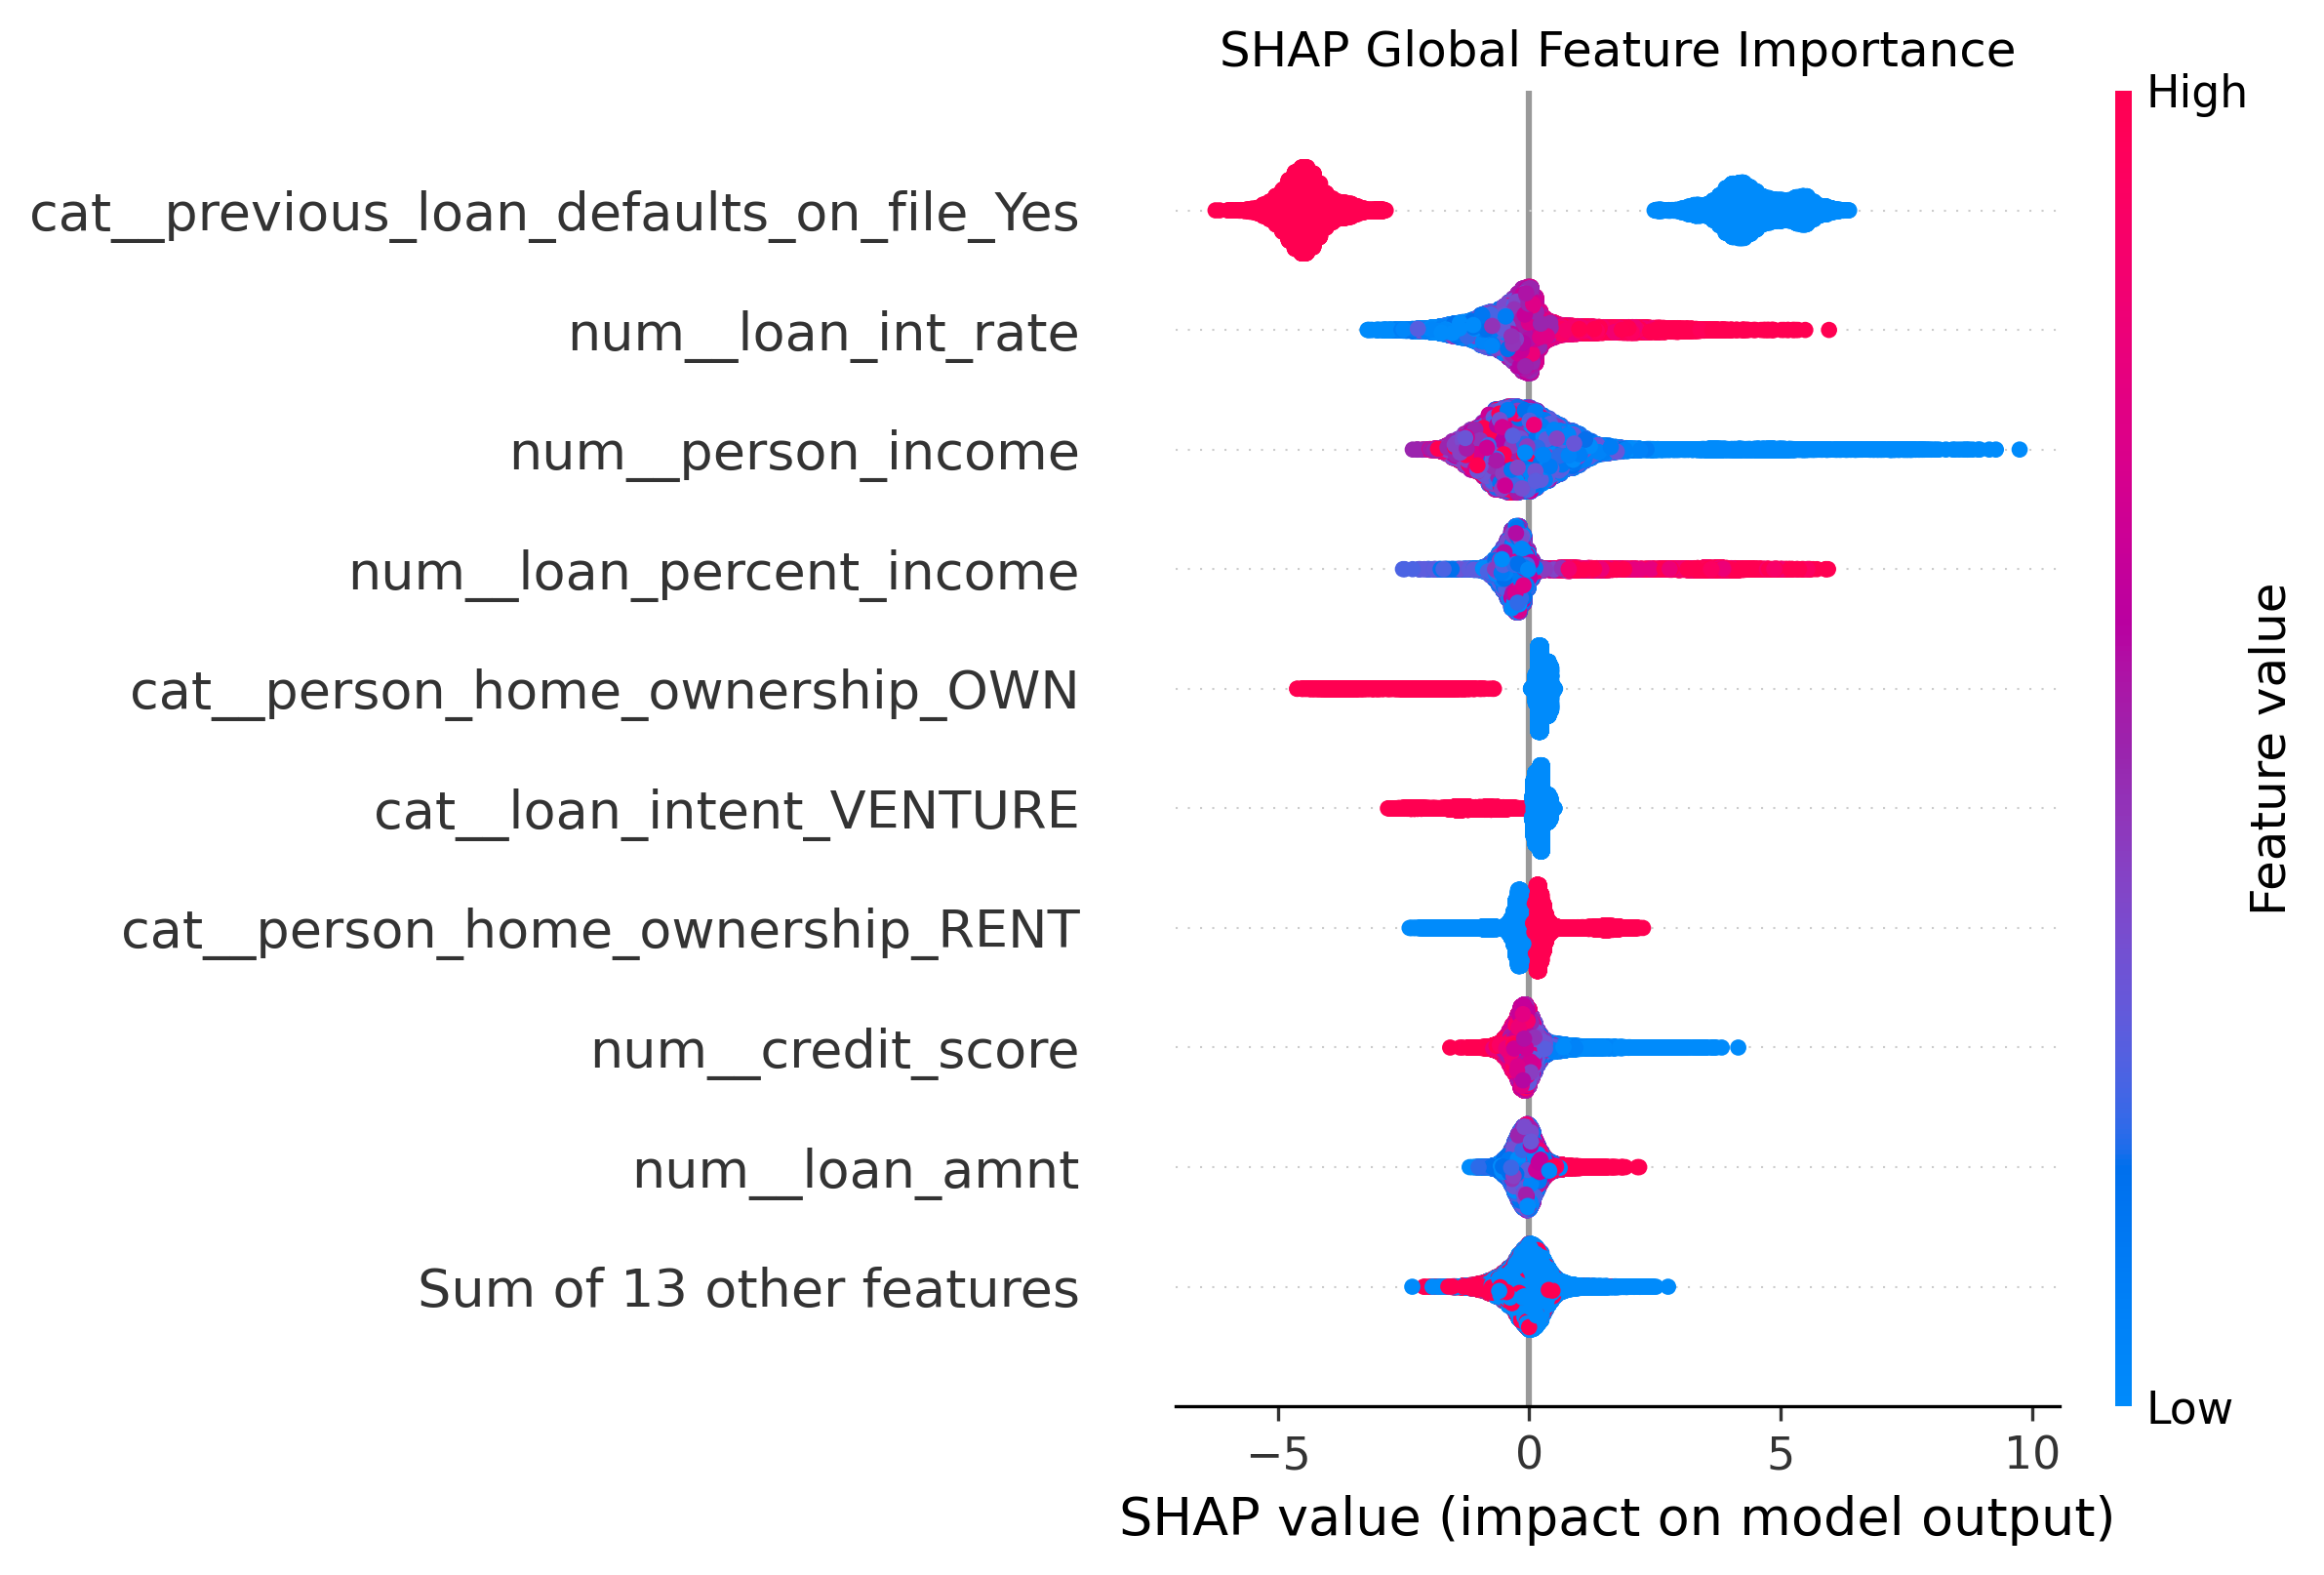 SHAP Global Feature Importance
High
cat__previous_loan_defaults_on_file_Yes
num__loan_int_rate
num__person_income
num__loan_percent_income
cat__person_home_ownership_OWN
cat__loan_intent_VENTURE
cat__person_home_ownership_RENT
num__credit_score
num__loan_amnt
Sum of 13 other features
Feature value
Low
−5 0 5 10
SHAP value (impact on model output)